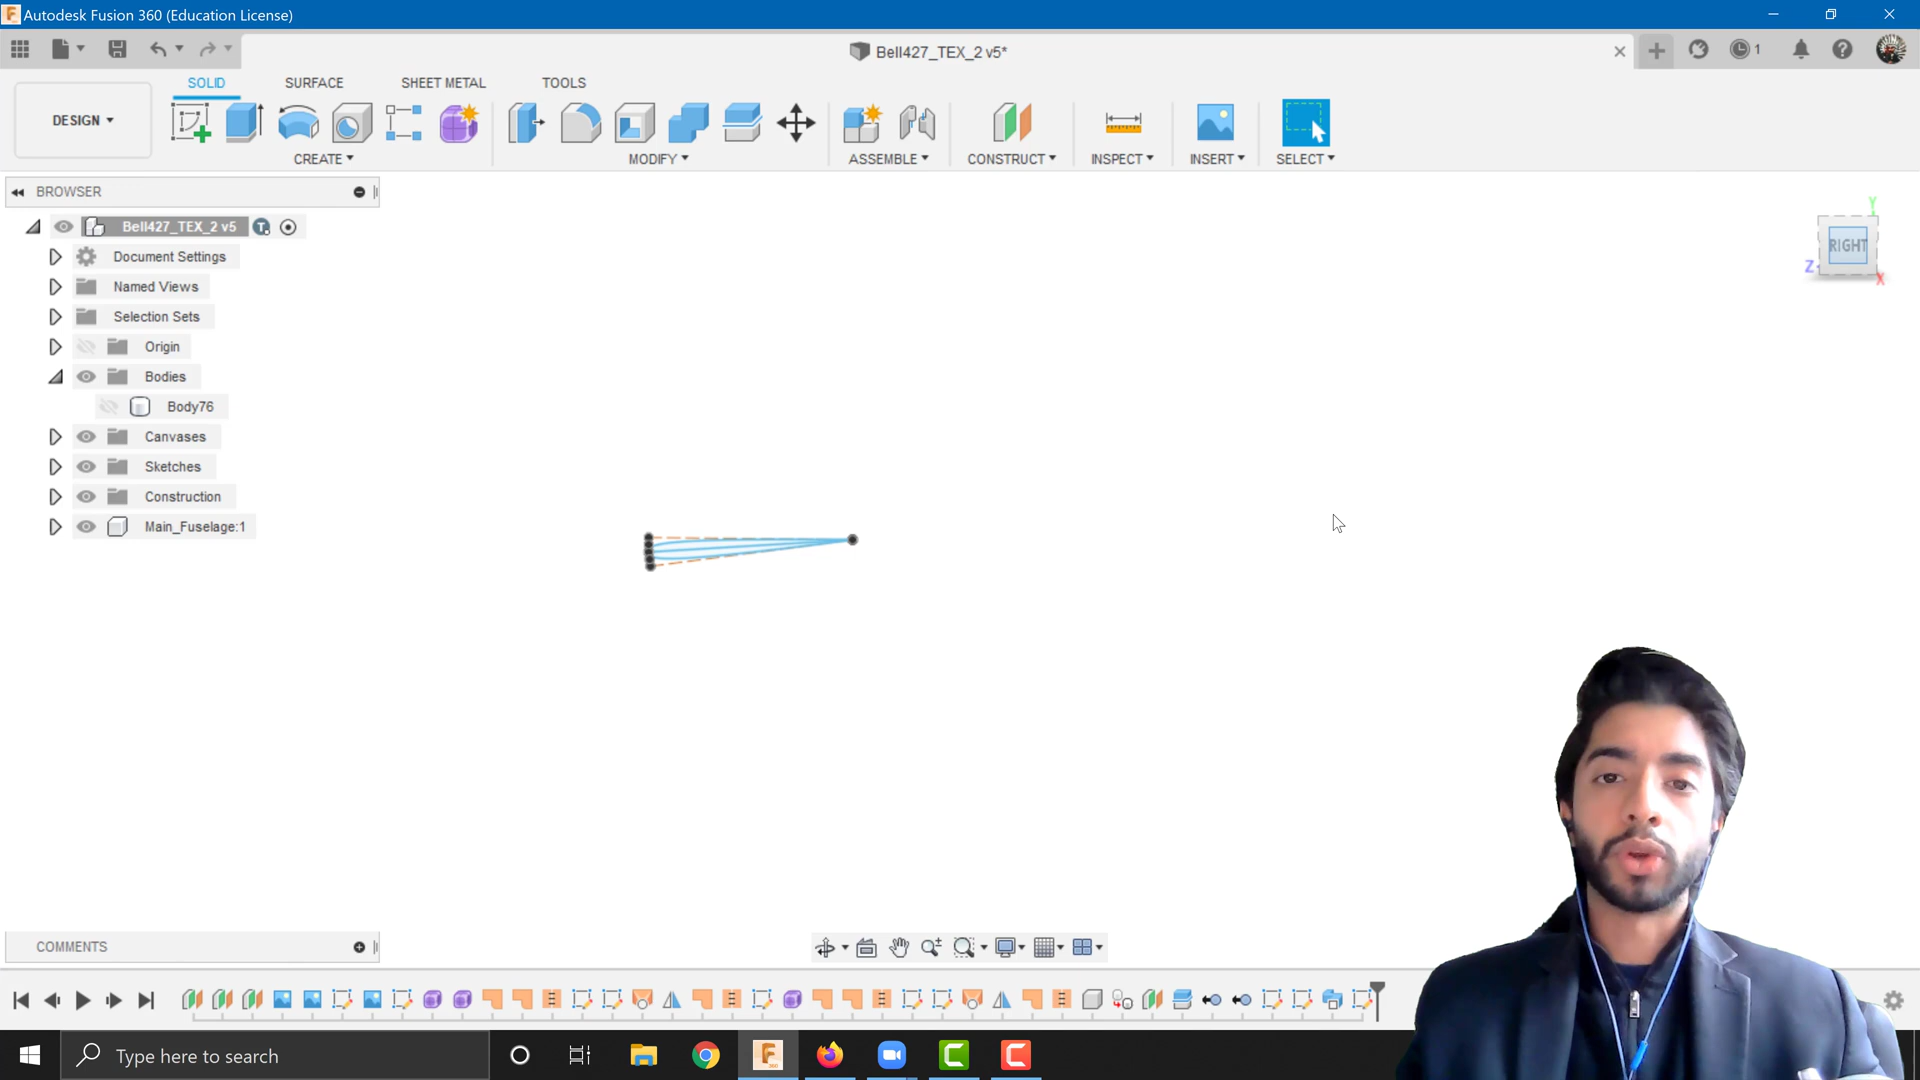 Autodesk Fusion 360 (Education License)
Bell427_TEX_2 v5*
1
SOLID
SURFACE
SHEET METAL
TOOLS
DESIGN
CREATE
MODIFY
ASSEMBLE
CONSTRUCT
INSPECT
INSERT
SELECT
BROWSER
Bell427_TEX_2 v5
Document Settings
Named Views
Selection Sets
Origin
Bodies
Body76
Canvases
Sketches
Construction
Main_Fuselage:1
Y
RIGHT
Z
X
COMMENTS
Type here to search